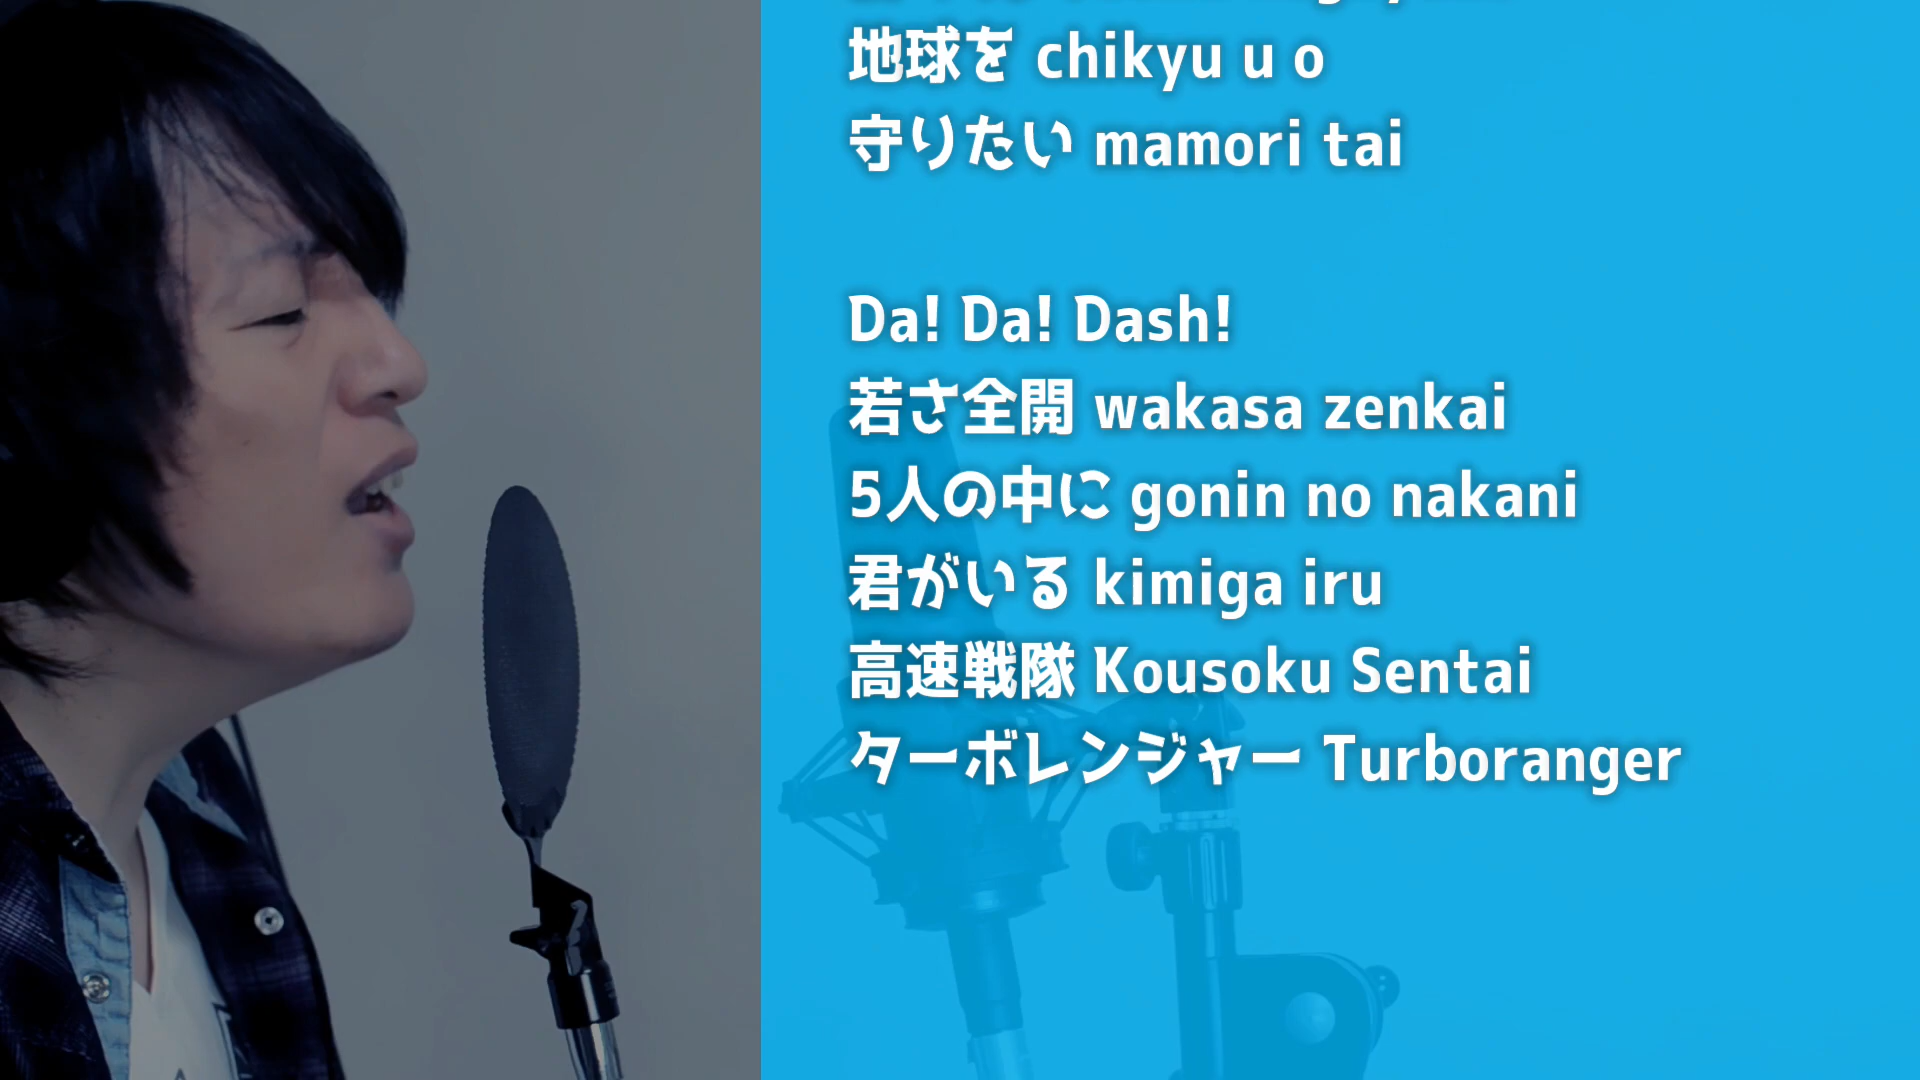 地球を chikyu u o
守りたい mamori tai
Da! Da! Dash!
若さ全開 wakasa zenkai
5人の中に gonin no nakani
君がいる kimiga iru
高速戦隊 Kousoku Sentai
ターボレンジャー Turboranger